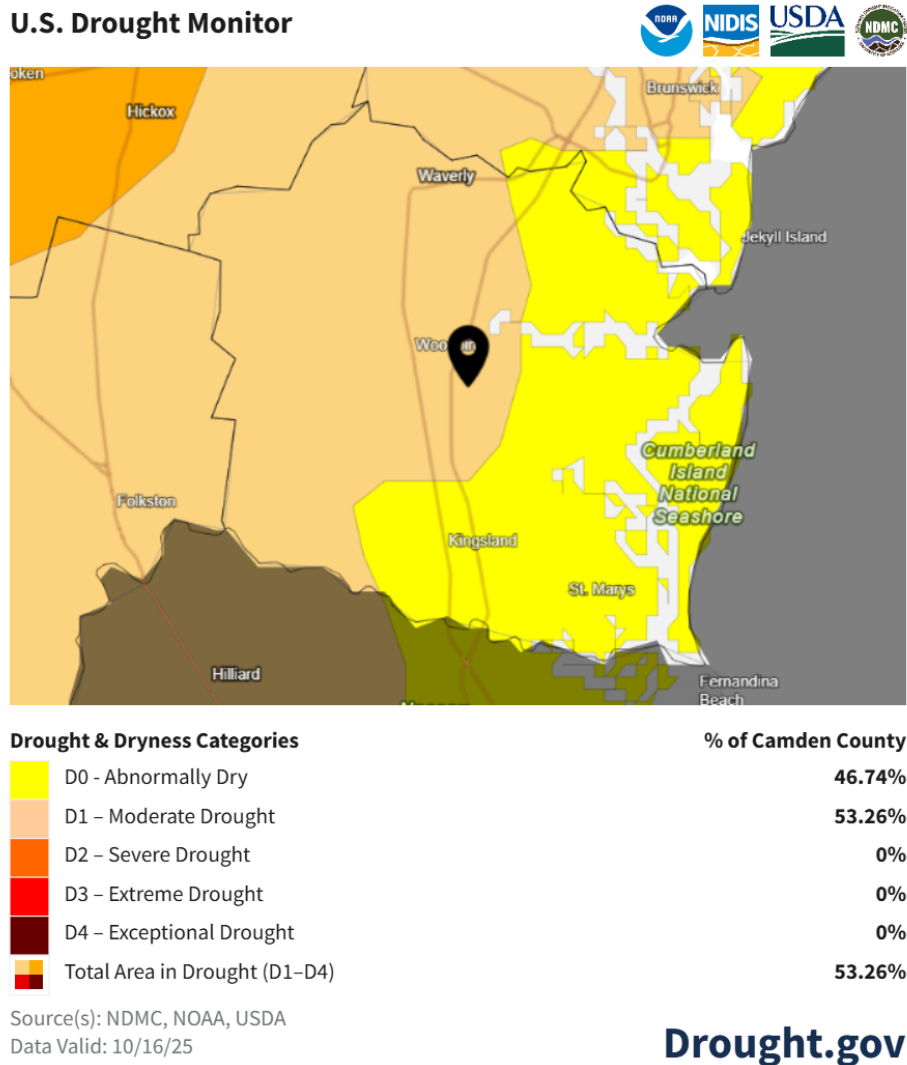 U.S. Drought Monitor
NOAA
NIDIS
USDA
NDMC
oken
Hickox
Brunswick
Waverly
Jekyll Island
Cumberland
Island
National
Seashore
Folkston
Kingsland
St. Marys
Hilliard
Fernandina
Beach
Drought & Dryness Categories % of Camden County
D0 - Abnormally Dry 46.74%
D1 – Moderate Drought 53.26%
D2 – Severe Drought 0%
D3 – Extreme Drought 0%
D4 – Exceptional Drought 0%
Total Area in Drought (D1–D4) 53.26%
Source(s): NDMC, NOAA, USDA
Data Valid: 10/16/25
Drought.gov